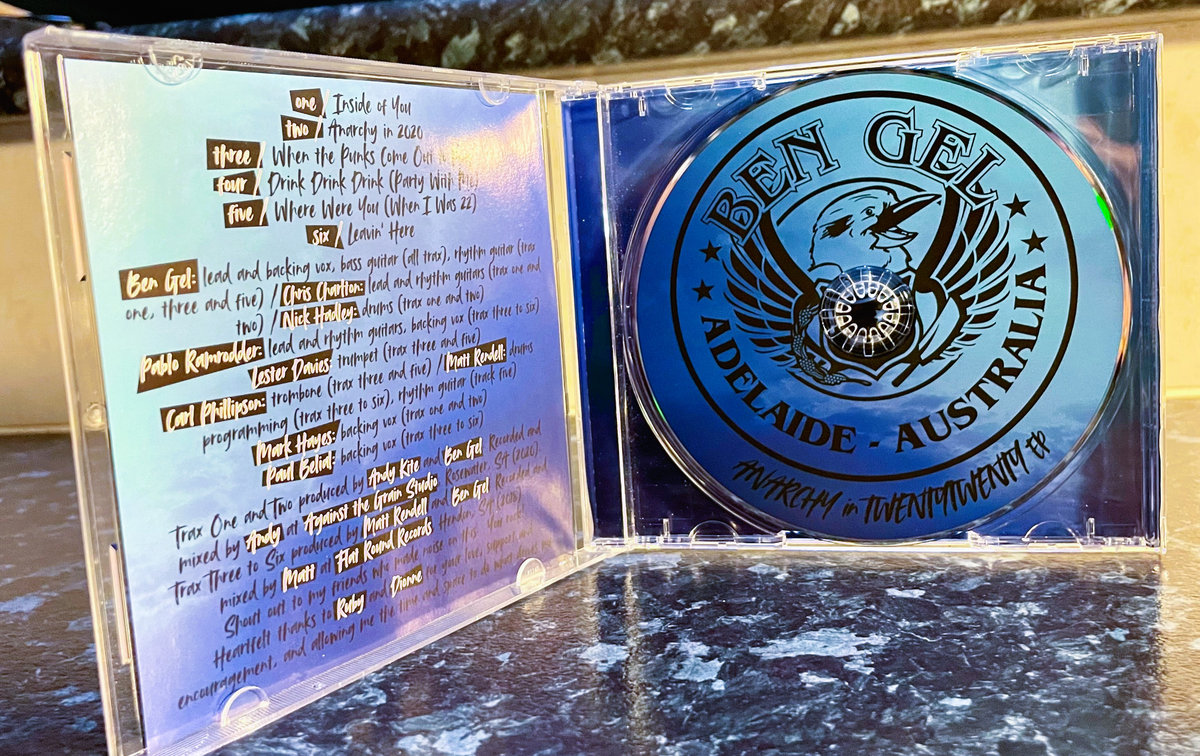 one / Inside of You
two / Anarchy in 2020
three / When the Punks Come Out
four / Drink Drink Drink (Party With Me)
five / Where Were You (When I Was 22)
six / Leavin' Here
Ben Gel: lead and backing vox, bass guitar (all trax), rhythm guitar (trax
one, three and five) / Chris Charlton: lead and rhythm guitars (trax one and
two) / Nick Hadley: drums (trax one and two)
Pablo Ramrodder: lead and rhythm guitars, backing vox (trax three to six)
Lester Davies: trumpet (trax three and five)
Carl Phillipson: trombone (trax three and five) / Matt Rendell: drums
programming (trax three to six), rhythm guitar (track five)
Mark Hayes: backing vox (trax one and two)
Paul Belial: backing vox (trax three to six)
Trax One and Two produced by Andy Kite and Ben Gel. Recorded and
mixed by Andy at Against the Grain Studio, Rosewater, SA (2020).
Trax Three to Six produced by Matt Rendell and Ben Gel. Recorded and
mixed by Matt at Flat Round Records, Hendon, SA
Shout out to my friends who made noise on this. You rock!
Heartfelt thanks to Ruby and Dionne for your love, support and
encouragement, and allowing me the time and space to do what
BEN GEL
ADELAIDE - AUSTRALIA
ANARCHY in TWENTYTWENTY EP